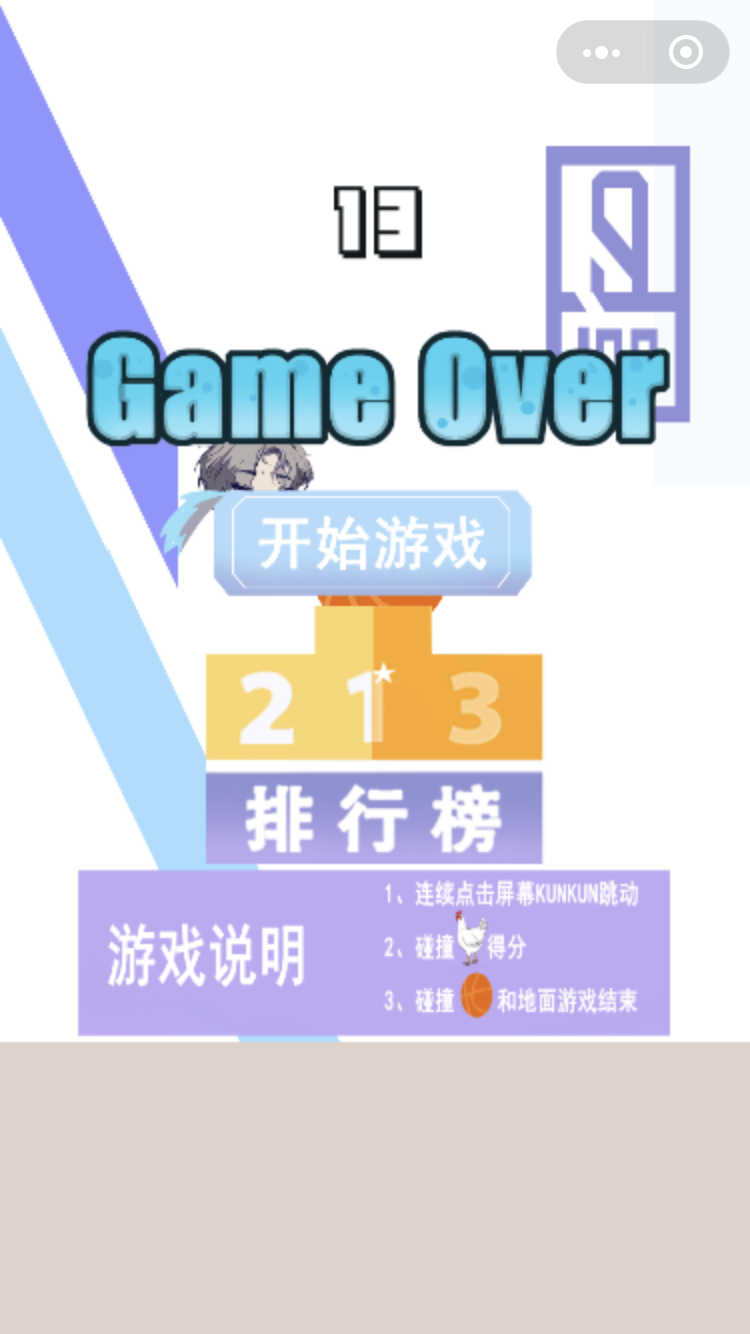 13
Game Over
开始游戏
2 1 3
排行榜
游戏说明
1、连续点击屏幕KUNKUN跳动
2、碰撞得分
3、碰撞和地面游戏结束